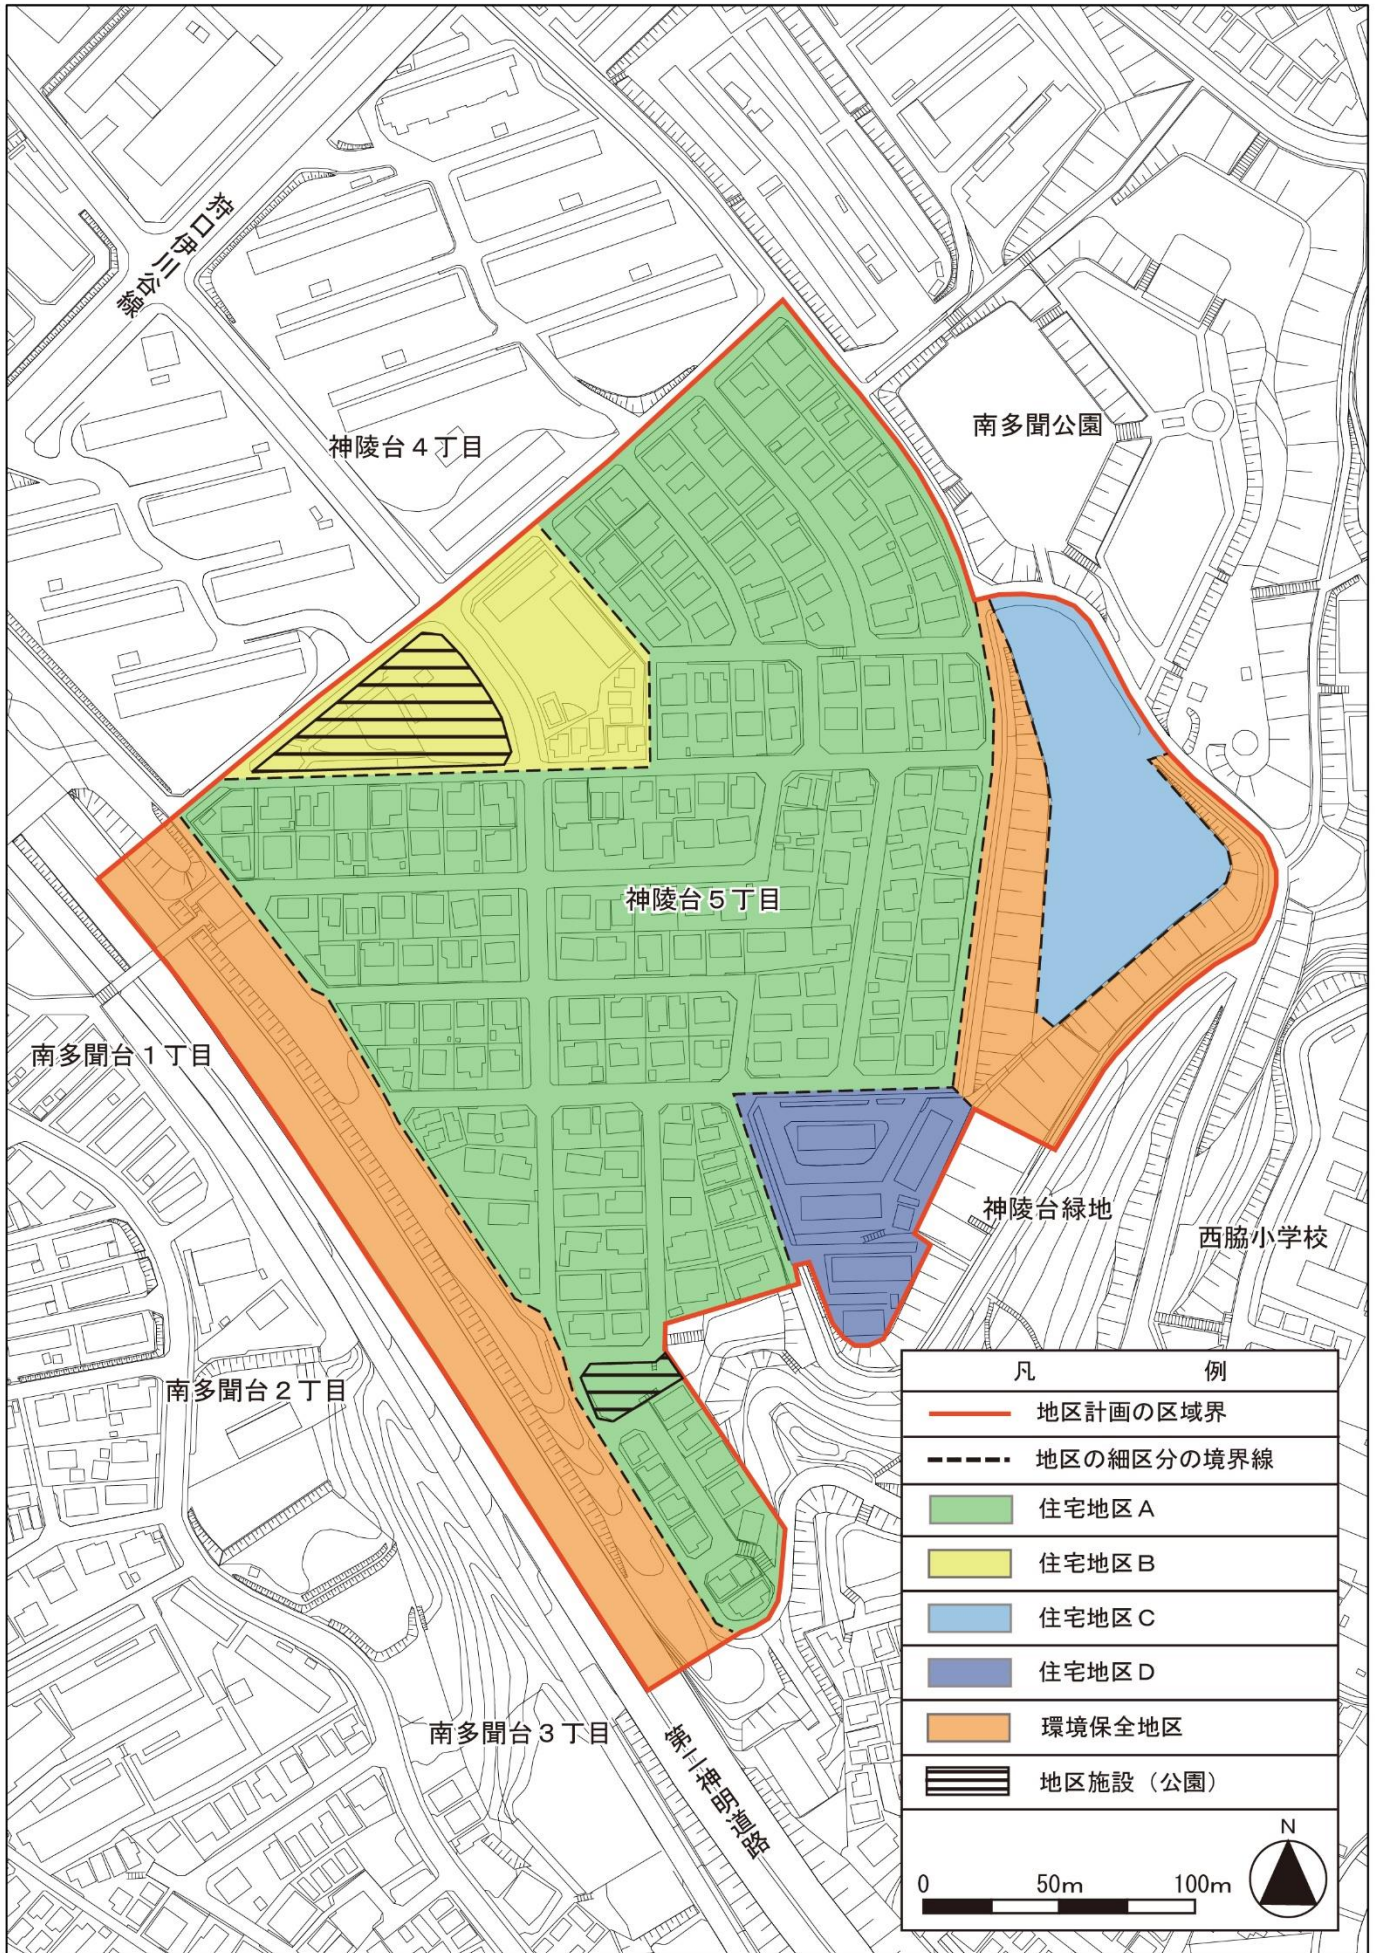 狩口伊川谷線
神陵台４丁目
南多聞公園
神陵台５丁目
南多聞台１丁目
神陵台緑地
西脇小学校
南多聞台２丁目
南多聞台３丁目
第二神明道路
凡 例
地区計画の区域界
地区の細区分の境界線
住宅地区Ａ
住宅地区Ｂ
住宅地区Ｃ
住宅地区Ｄ
環境保全地区
地区施設（公園）
N
0 50m 100m